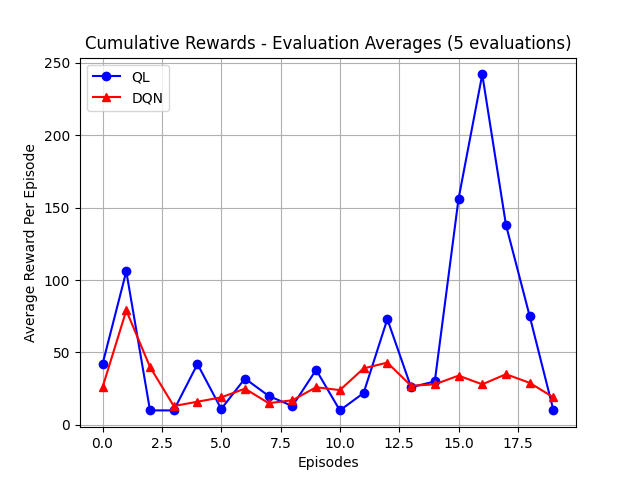 Cumulative Rewards - Evaluation Averages (5 evaluations)
QL
DQN
Average Reward Per Episode
250
200
150
100
50
0
0.0 2.5 5.0 7.5 10.0 12.5 15.0 17.5
Episodes